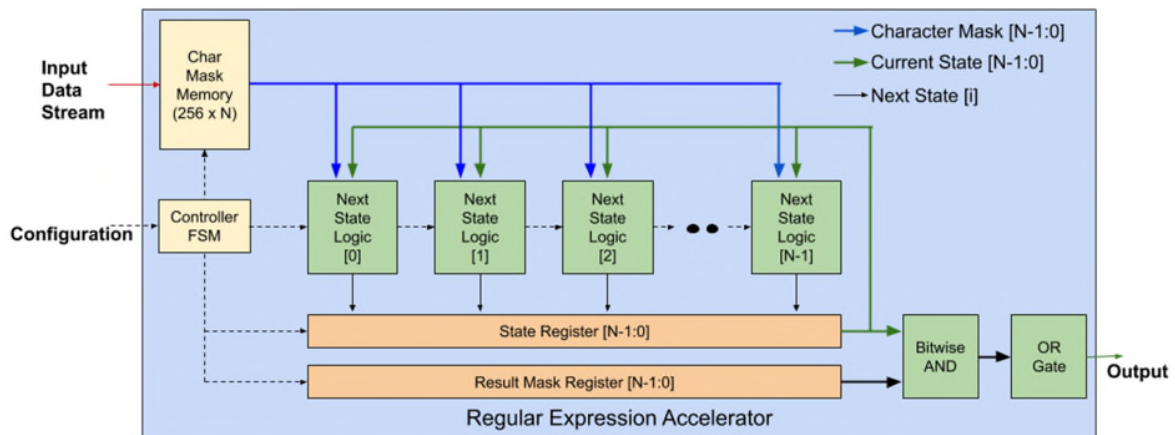 Input
Data
Stream
Char
Mask
Memory
(256 x N)
Character Mask [N-1:0]
Current State [N-1:0]
Next State [i]
Configuration
Controller
FSM
Next
State
Logic
[0]
Next
State
Logic
[1]
Next
State
Logic
[2]
Next
State
Logic
[N-1]
State Register [N-1:0]
Result Mask Register [N-1:0]
Bitwise
AND
OR
Gate
Output
Regular Expression Accelerator